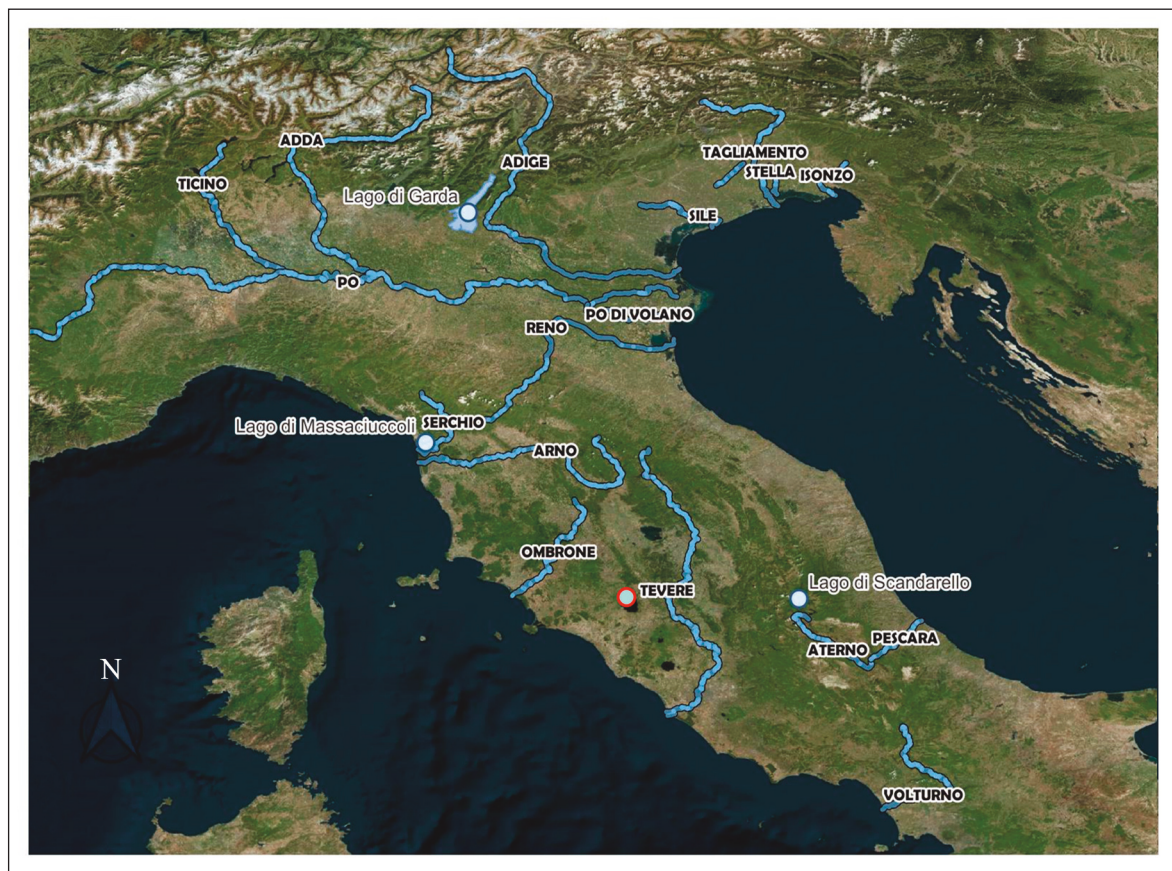 ADDA
TAGLIAMENTO
ADIGE
STELLA
ISONZO
TICINO
Lago di Garda
SILE
PO
PO DI VOLANO
RENO
SERCHIO
Lago di Massaciuccoli
ARNO
OMBRONE
TEVERE
Lago di Scandarello
PESCARA
ATERNO
N
VOLTURNO